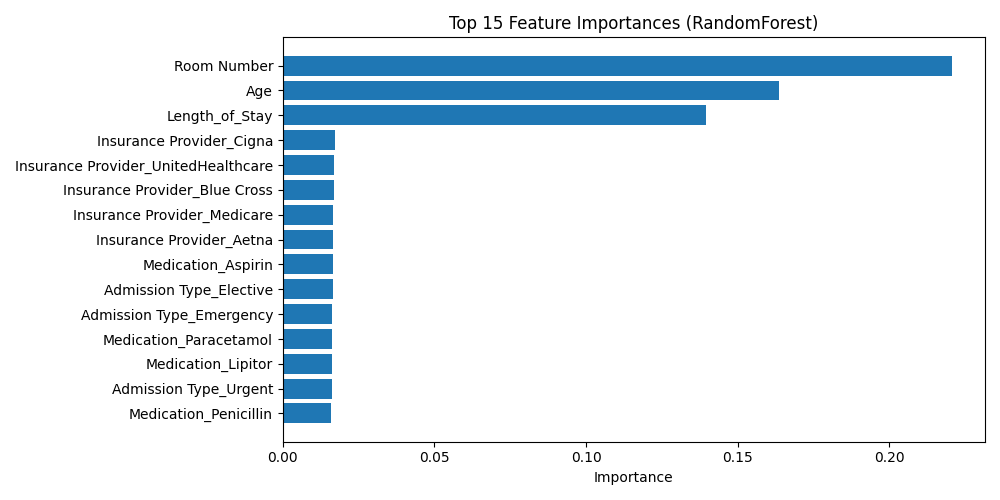 Top 15 Feature Importances (RandomForest)
Room Number
Age
Length_of_Stay
Insurance Provider_Cigna
Insurance Provider_UnitedHealthcare
Insurance Provider_Blue Cross
Insurance Provider_Medicare
Insurance Provider_Aetna
Medication_Aspirin
Admission Type_Elective
Admission Type_Emergency
Medication_Paracetamol
Medication_Lipitor
Admission Type_Urgent
Medication_Penicillin
0.00 0.05 0.10 0.15 0.20
Importance